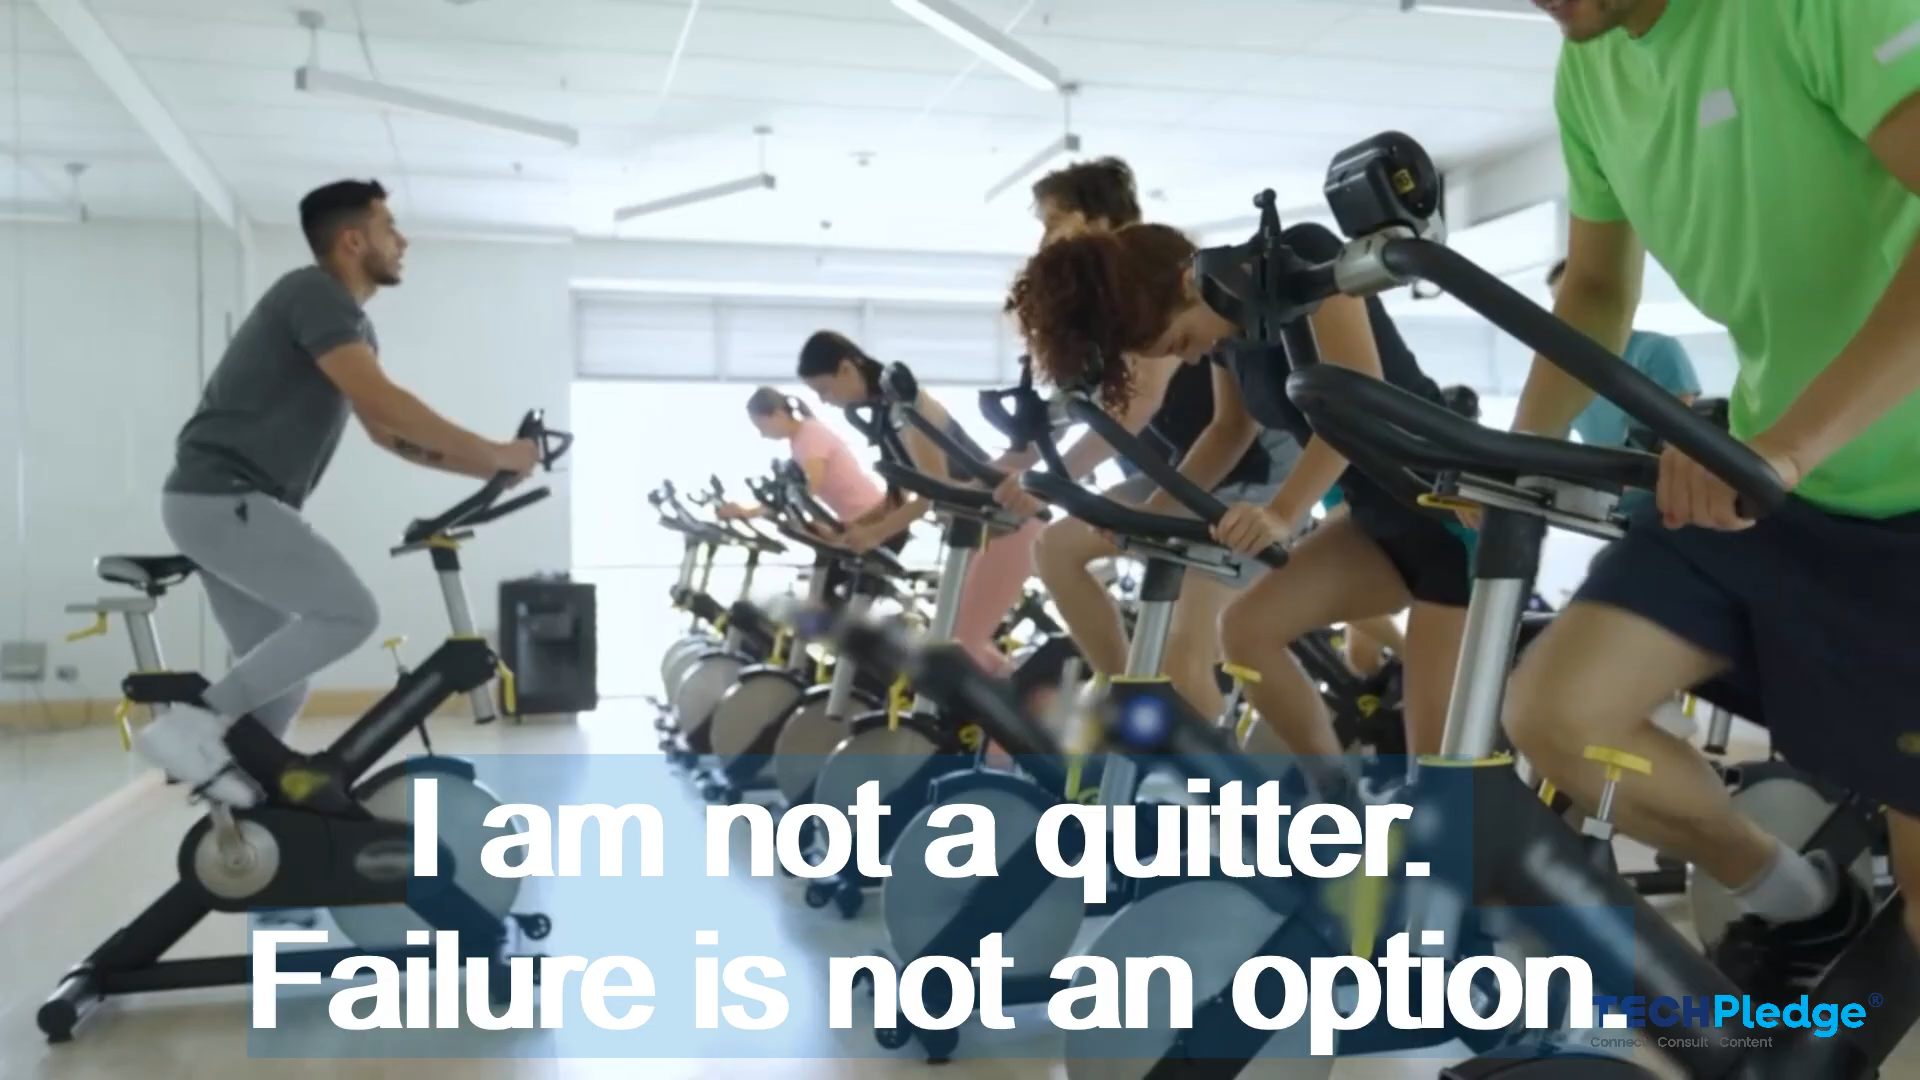 I am not a quitter.
Failure is not an option.
TECHPledge®
Connect Consult Content